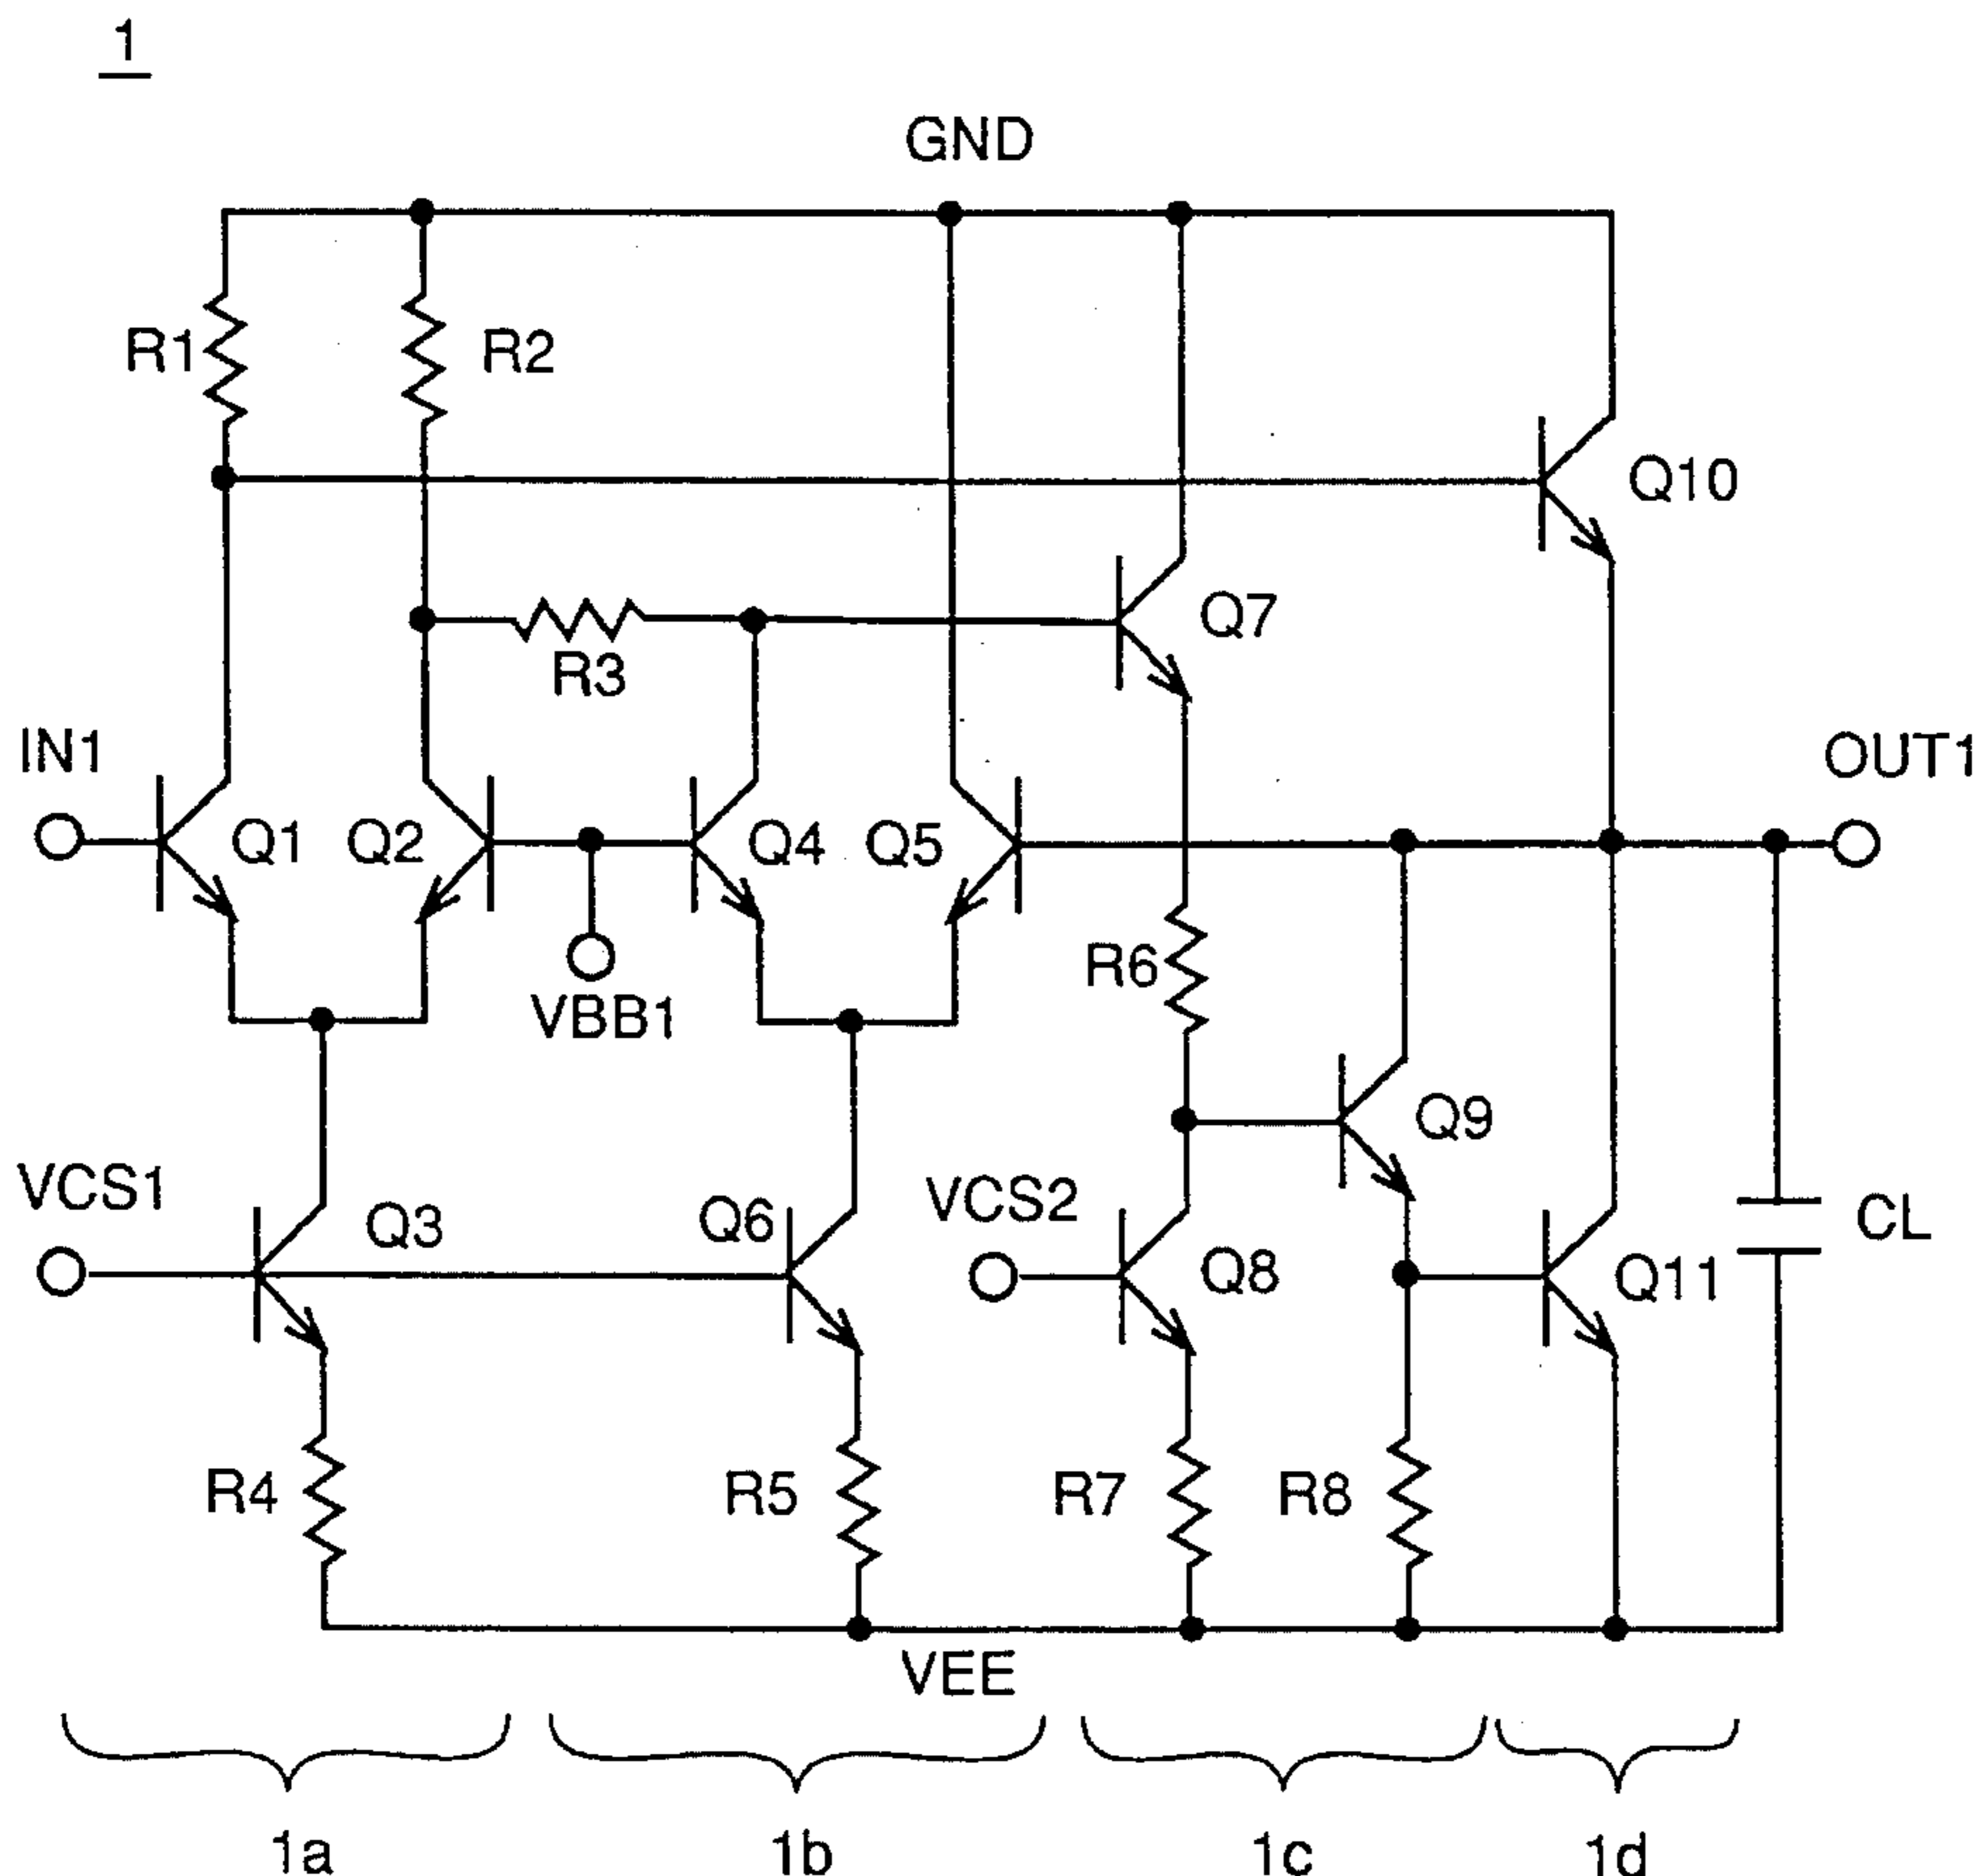 1
GND
R1
R2
Q10
Q7
R3
IN1
OUT1
Q1
Q2
Q4
Q5
R6
VBB1
Q9
VCS1
Q3
Q6
VCS2
Q8
Q11
CL
R4
R5
R7
R8
VEE
1a
1b
1c
1d